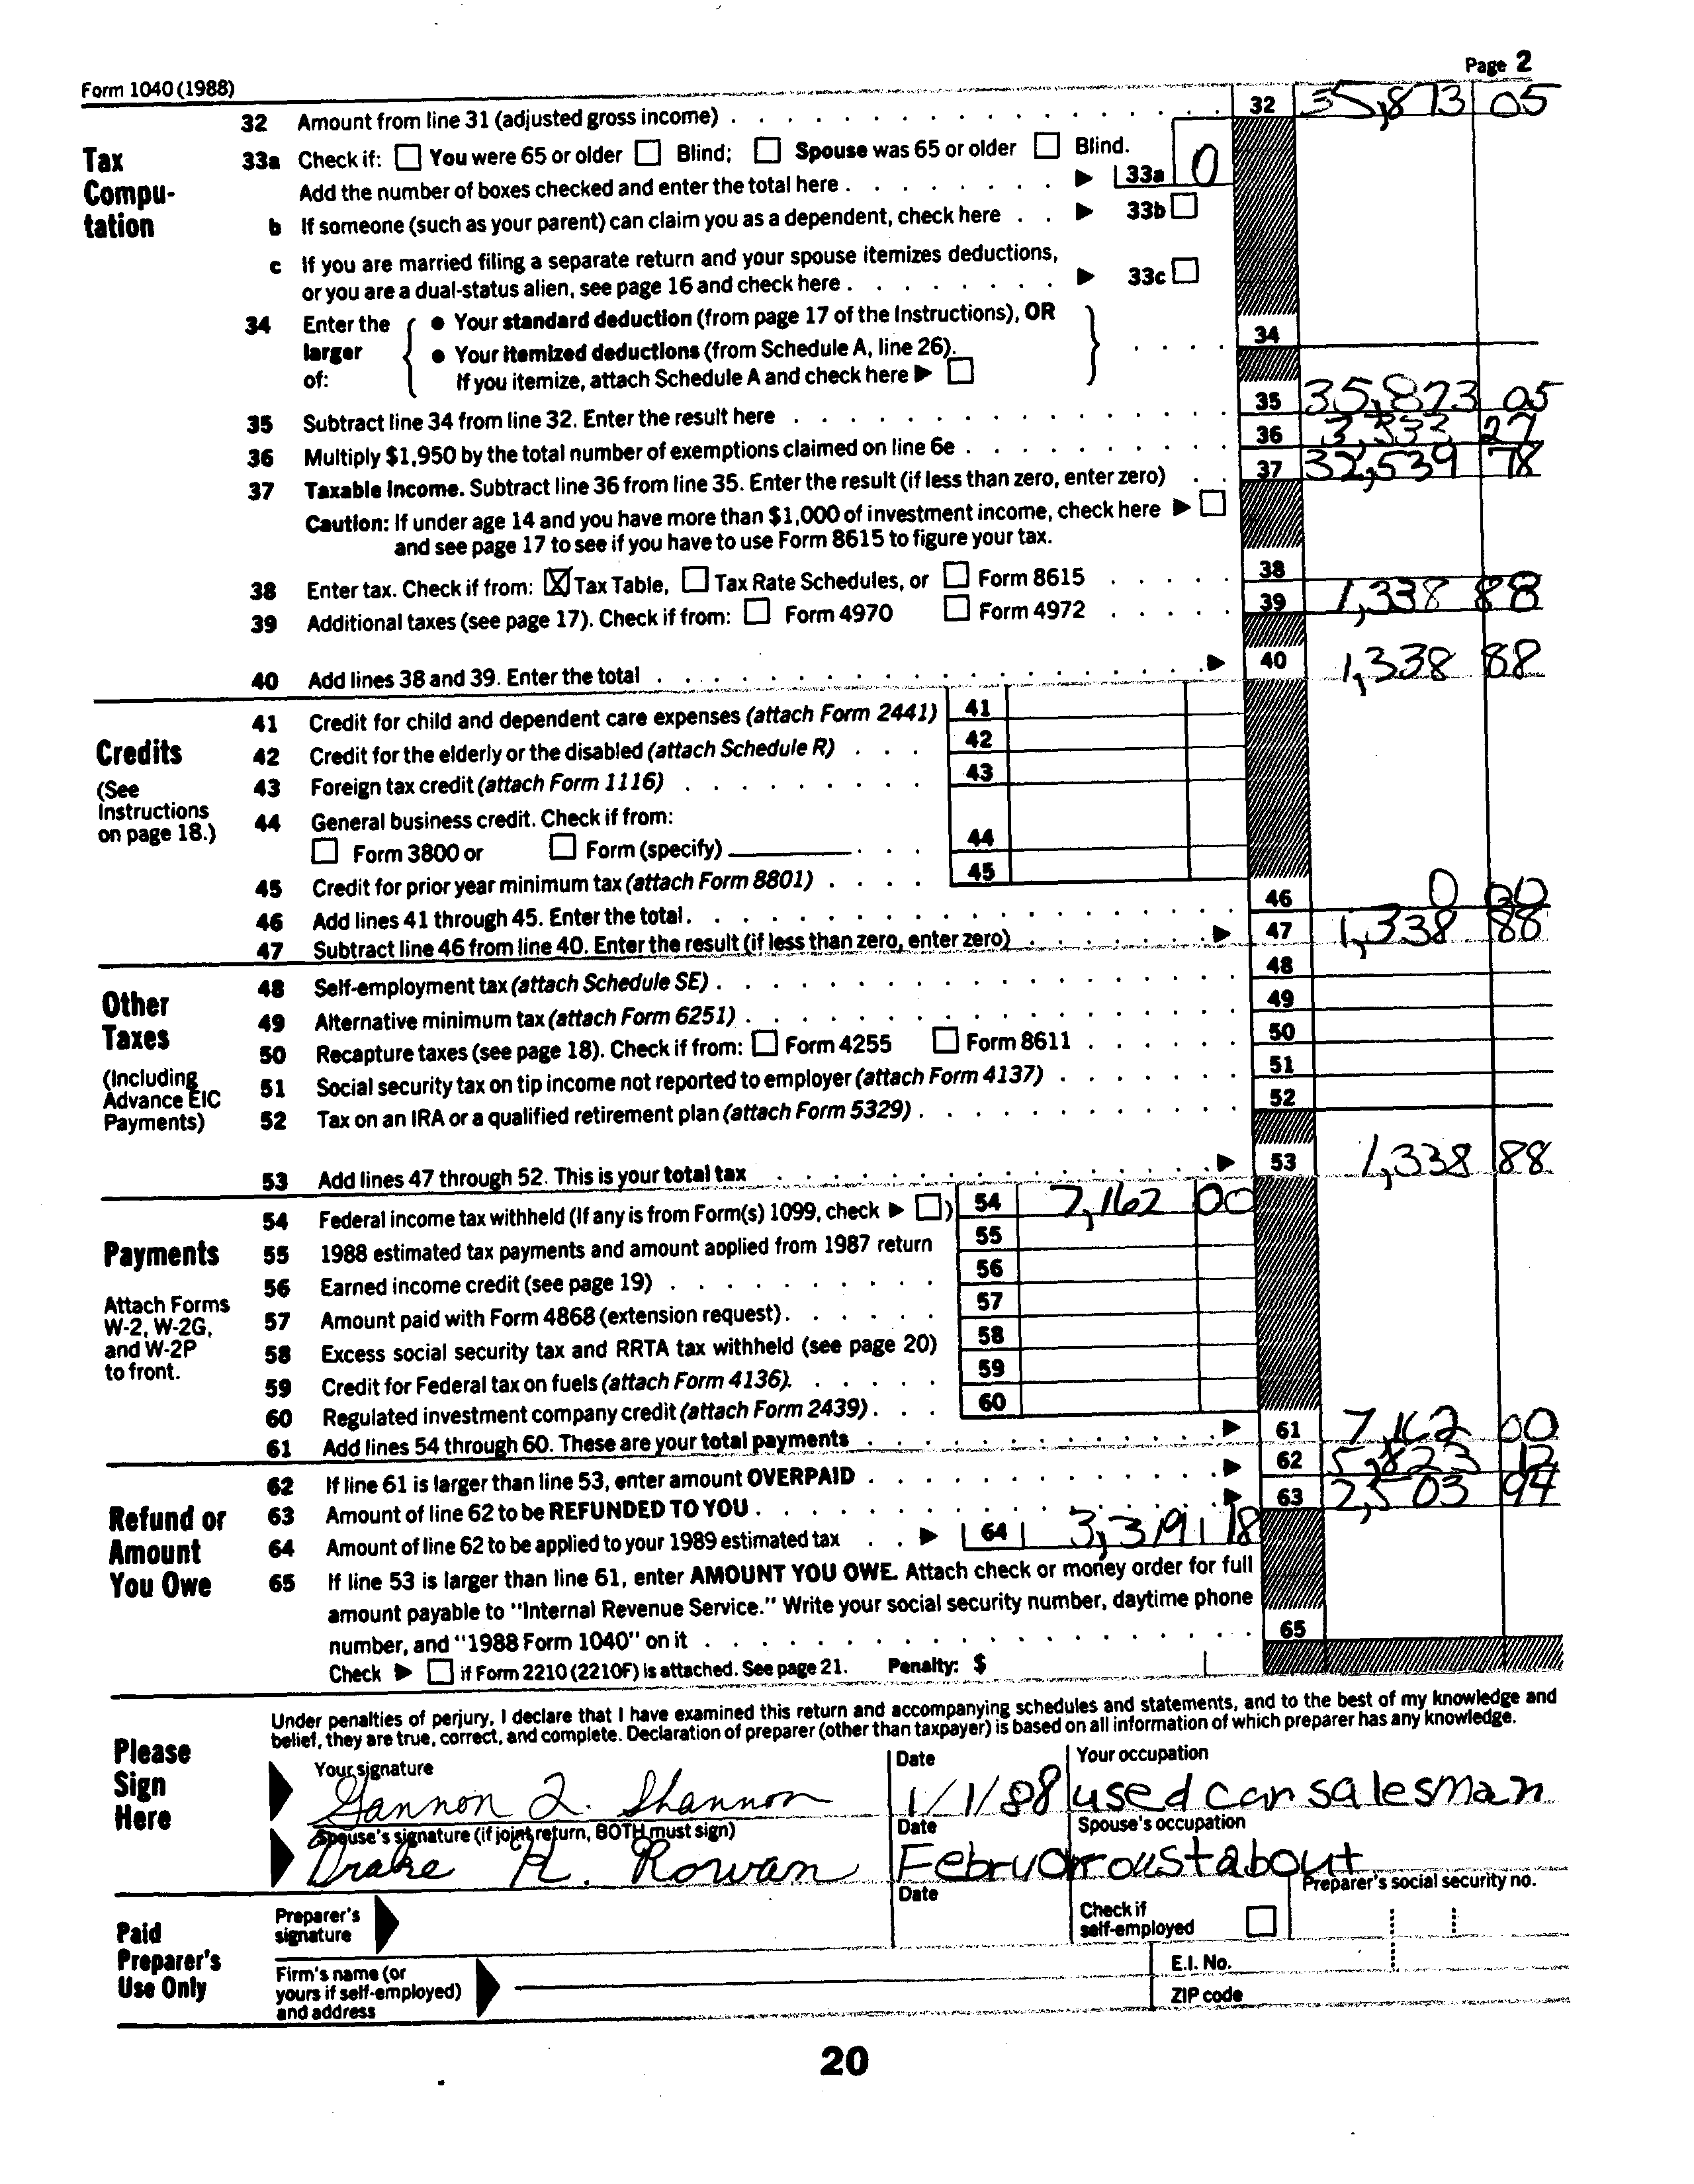 Form 1040 (1988)
Page 2
32 Amount from line 31 (adjusted gross income) 32 35,873 05
Tax Compu-tation
33a Check if: You were 65 or older Blind; Spouse was 65 or older Blind.
Add the number of boxes checked and enter the total here 33a 0
b If someone (such as your parent) can claim you as a dependent, check here 33b
c If you are married filing a separate return and your spouse itemizes deductions,
or you are a dual-status alien, see page 16 and check here 33c
34 Enter the larger of:
• Your standard deduction (from page 17 of the Instructions), OR
• Your itemized deductions (from Schedule A, line 26).
If you itemize, attach Schedule A and check here
34
35 Subtract line 34 from line 32. Enter the result here 35 35,873 05
36 Multiply $1,950 by the total number of exemptions claimed on line 6e 36 3,333 27
37 Taxable income. Subtract line 36 from line 35. Enter the result (if less than zero, enter zero) 37 32,539 78
Caution: If under age 14 and you have more than $1,000 of investment income, check here
and see page 17 to see if you have to use Form 8615 to figure your tax.
38 Enter tax. Check if from: X Tax Table, Tax Rate Schedules, or Form 8615 38
39 Additional taxes (see page 17). Check if from: Form 4970 Form 4972 39 1,338 88
40 Add lines 38 and 39. Enter the total 40 1,338 88
Credits
(See Instructions on page 18.)
41 Credit for child and dependent care expenses (attach Form 2441) 41
42 Credit for the elderly or the disabled (attach Schedule R) 42
43 Foreign tax credit (attach Form 1116) 43
44 General business credit. Check if from:
Form 3800 or Form (specify) 44
45 Credit for prior year minimum tax (attach Form 8801) 45
46 Add lines 41 through 45. Enter the total. 46 0 00
47 Subtract line 46 from line 40. Enter the result (if less than zero, enter zero) 47 1,338 88
Other Taxes
(Including Advance EIC Payments)
48 Self-employment tax (attach Schedule SE) 48
49 Alternative minimum tax (attach Form 6251) 49
50 Recapture taxes (see page 18). Check if from: Form 4255 Form 8611 50
51 Social security tax on tip income not reported to employer (attach Form 4137) 51
52 Tax on an IRA or a qualified retirement plan (attach Form 5329) 52
53 Add lines 47 through 52. This is your total tax 53 1,338 88
Payments
Attach Forms W-2, W-2G, and W-2P to front.
54 Federal income tax withheld (If any is from Form(s) 1099, check ) 54 7,162 00
55 1988 estimated tax payments and amount applied from 1987 return 55
56 Earned income credit (see page 19) 56
57 Amount paid with Form 4868 (extension request) 57
58 Excess social security tax and RRTA tax withheld (see page 20) 58
59 Credit for Federal tax on fuels (attach Form 4136). 59
60 Regulated investment company credit (attach Form 2439) 60
61 Add lines 54 through 60. These are your total payments 61 7,162 00
62 If line 61 is larger than line 53, enter amount OVERPAID 62 5,823 12
Refund or Amount You Owe
63 Amount of line 62 to be REFUNDED TO YOU 63 2,503 94
64 Amount of line 62 to be applied to your 1989 estimated tax 64 3,319 18
65 If line 53 is larger than line 61, enter AMOUNT YOU OWE. Attach check or money order for full
amount payable to "Internal Revenue Service." Write your social security number, daytime phone
number, and "1988 Form 1040" on it 65
Check if Form 2210 (2210F) is attached. See page 21. Penalty: $
Please Sign Here
Under penalties of perjury, I declare that I have examined this return and accompanying schedules and statements, and to the best of my knowledge and
belief, they are true, correct, and complete. Declaration of preparer (other than taxpayer) is based on all information of which preparer has any knowledge.
Your signature Date Your occupation
Gannon Q. Shannon 1/1/88 used car salesman
Spouse's signature (if joint return, BOTH must sign) Date Spouse's occupation
Drake R. Rowan roustabout
Paid Preparer's Use Only
Preparer's signature
Date
Check if self-employed
Preparer's social security no.
Firm's name (or yours if self-employed) and address
E.I. No.
ZIP code
20